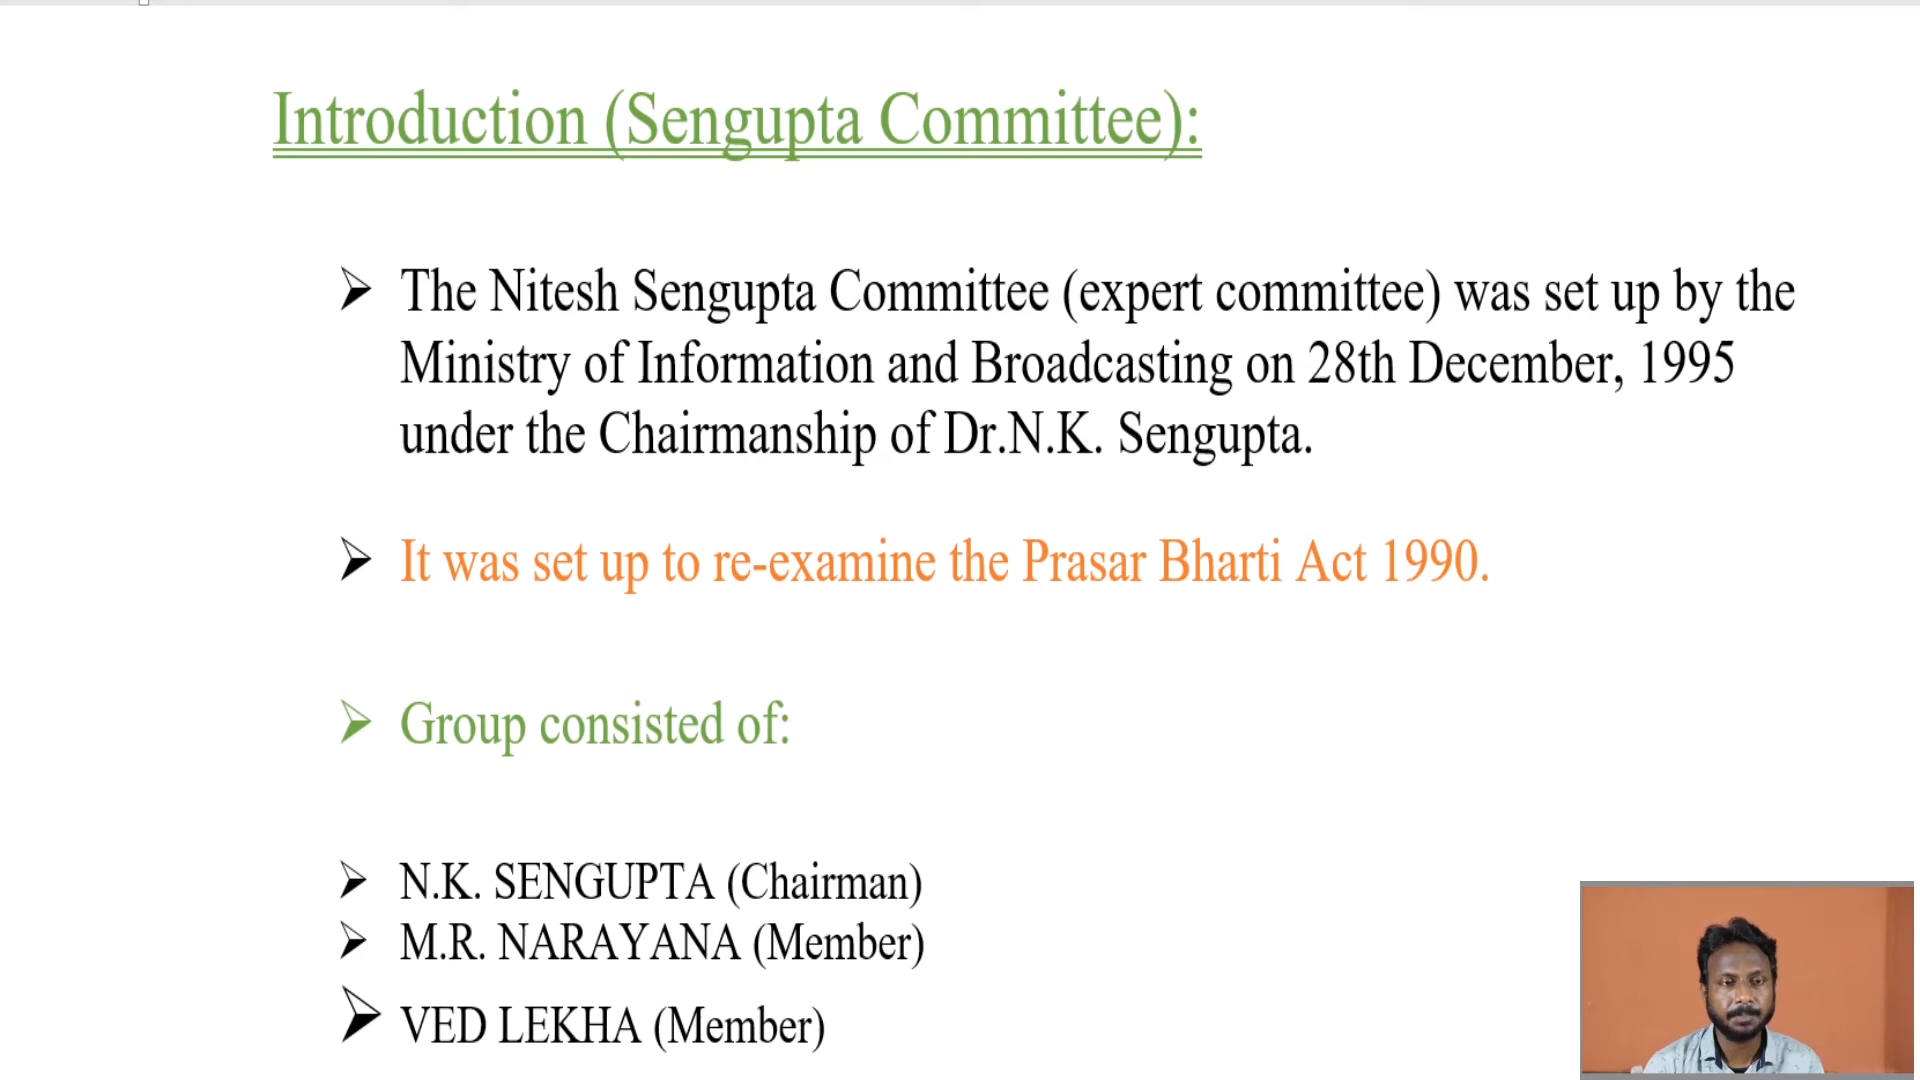 Introduction (Sengupta Committee):
The Nitesh Sengupta Committee (expert committee) was set up by the
Ministry of Information and Broadcasting on 28th December, 1995
under the Chairmanship of Dr.N.K. Sengupta.
It was set up to re-examine the Prasar Bharti Act 1990.
Group consisted of:
N.K. SENGUPTA (Chairman)
M.R. NARAYANA (Member)
VED LEKHA (Member)